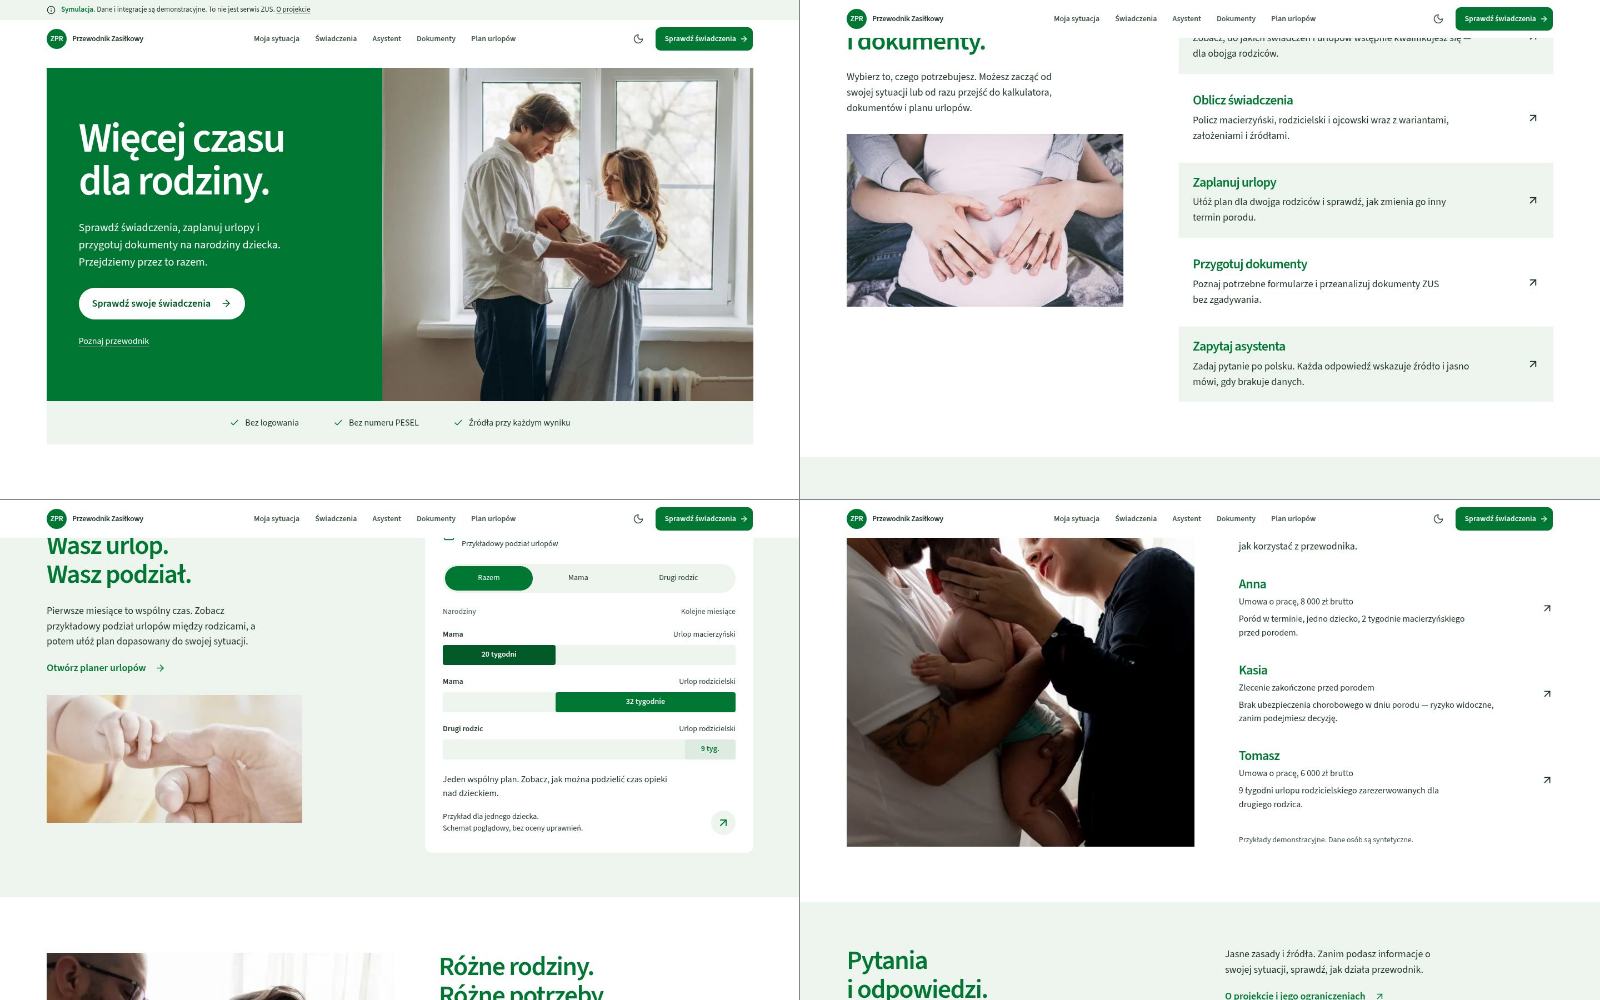 Symulacja. Dane i integracje są demonstracyjne. To nie jest serwis ZUS. O projekcie
ZPR Przewodnik Zasiłkowy Moja sytuacja Świadczenia Asystent Dokumenty Plan urlopów Sprawdź świadczenia
Więcej czasu
dla rodziny.
Sprawdź świadczenia, zaplanuj urlopy i
przygotuj dokumenty na narodziny dziecka.
Przejdziemy przez to razem.
Sprawdź swoje świadczenia
Poznaj przewodnik
Bez logowania Bez numeru PESEL Źródła przy każdym wyniku
ZPR Przewodnik Zasiłkowy Moja sytuacja Świadczenia Asystent Dokumenty Plan urlopów Sprawdź świadczenia
i dokumenty.
Wybierz to, czego potrzebujesz. Możesz zacząć od
swojej sytuacji lub od razu przejść do kalkulatora,
dokumentów i planu urlopów.
Zobacz, do jakich świadczeń i urlopów wstępnie kwalifikujesz się —
dla obojga rodziców.
Oblicz świadczenia
Policz macierzyński, rodzicielski i ojcowski wraz z wariantami,
założeniami i źródłami.
Zaplanuj urlopy
Ułóż plan dla dwojga rodziców i sprawdź, jak zmienia go inny
termin porodu.
Przygotuj dokumenty
Poznaj potrzebne formularze i przeanalizuj dokumenty ZUS
bez zgadywania.
Zapytaj asystenta
Zadaj pytanie po polsku. Każda odpowiedź wskazuje źródło i jasno
mówi, gdy brakuje danych.
ZPR Przewodnik Zasiłkowy Moja sytuacja Świadczenia Asystent Dokumenty Plan urlopów Sprawdź świadczenia
Wasz urlop.
Wasz podział.
Pierwsze miesiące to wspólny czas. Zobacz
przykładowy podział urlopów między rodzicami, a
potem ułóż plan dopasowany do swojej sytuacji.
Otwórz planer urlopów
Przykładowy podział urlopów
Razem Mama Drugi rodzic
Narodziny Kolejne miesiące
Mama Urlop macierzyński
20 tygodni
Mama Urlop rodzicielski
32 tygodnie
Drugi rodzic Urlop rodzicielski
9 tyg.
Jeden wspólny plan. Zobacz, jak można podzielić czas opieki
nad dzieckiem.
Przykład dla jednego dziecka.
Schemat poglądowy, bez oceny uprawnień.
Różne rodziny.
Różne potrzeby.
ZPR Przewodnik Zasiłkowy Moja sytuacja Świadczenia Asystent Dokumenty Plan urlopów Sprawdź świadczenia
jak korzystać z przewodnika.
Anna
Umowa o pracę, 8 000 zł brutto
Poród w terminie, jedno dziecko, 2 tygodnie macierzyńskiego
przed porodem.
Kasia
Zlecenie zakończone przed porodem
Brak ubezpieczenia chorobowego w dniu porodu — ryzyko widoczne,
zanim podejmiesz decyzję.
Tomasz
Umowa o pracę, 6 000 zł brutto
9 tygodni urlopu rodzicielskiego zarezerwowanych dla
drugiego rodzica.
Przykłady demonstracyjne. Dane osób są syntetyczne.
Pytania
i odpowiedzi.
Jasne zasady i źródła. Zanim podasz informacje o
swojej sytuacji, sprawdź, jak działa przewodnik.
O projekcie i jego ograniczeniach